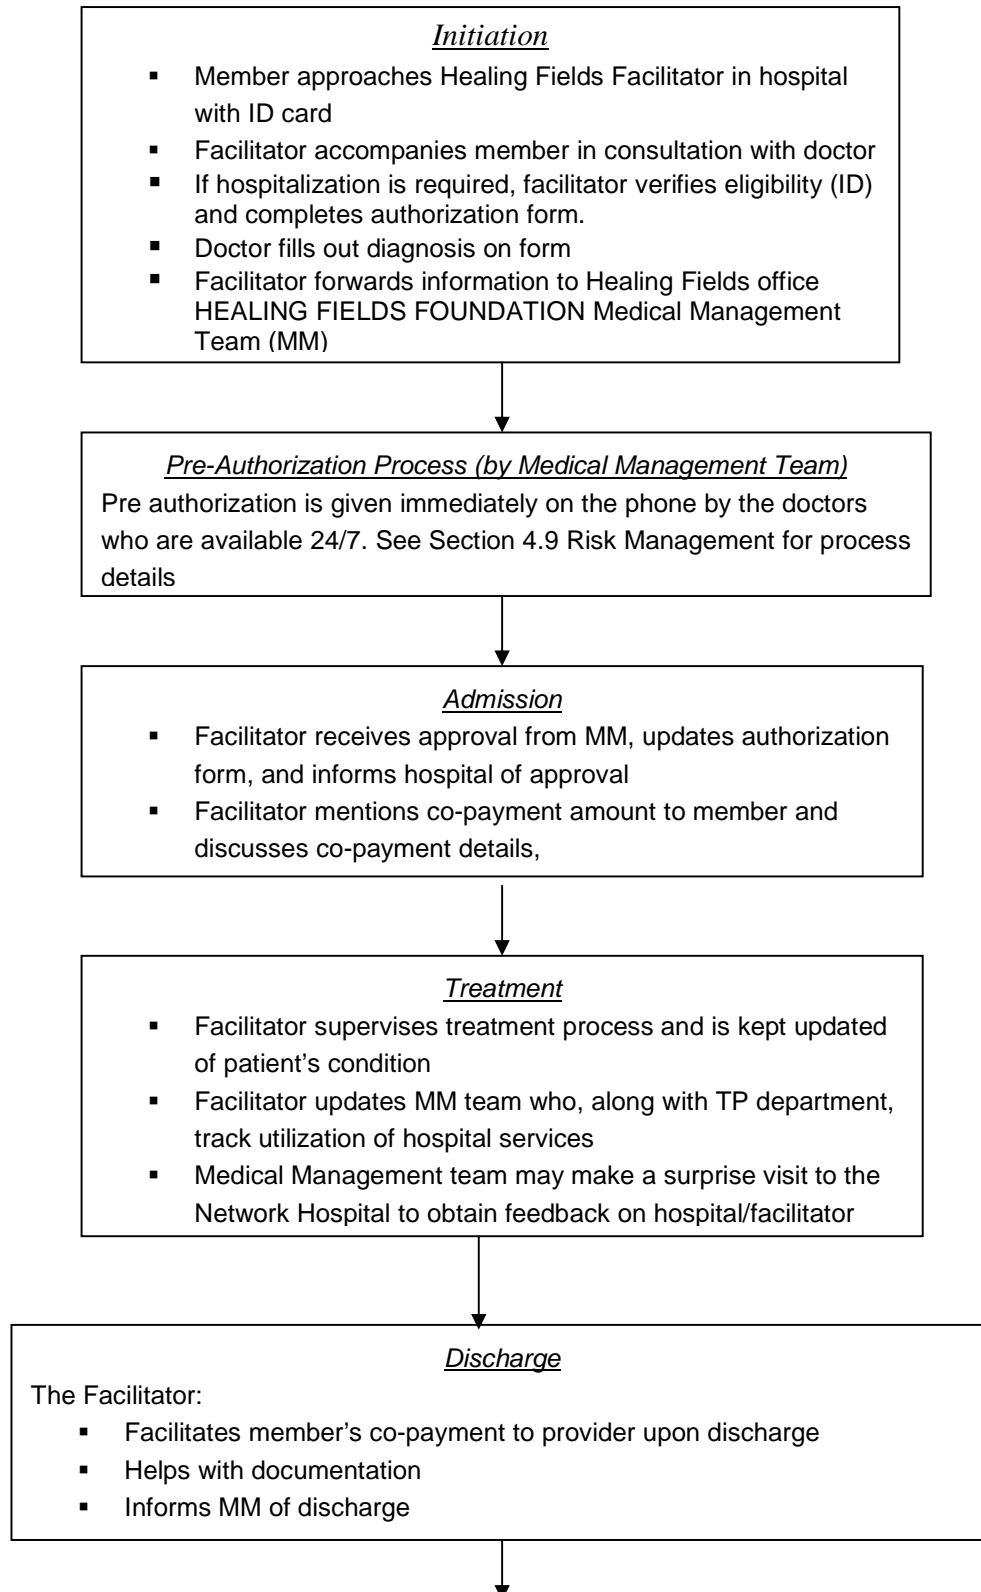 Initiation
▪ Member approaches Healing Fields Facilitator in hospital
with ID card
▪ Facilitator accompanies member in consultation with doctor
▪ If hospitalization is required, facilitator verifies eligibility (ID)
and completes authorization form.
▪ Doctor fills out diagnosis on form
▪ Facilitator forwards information to Healing Fields office
HEALING FIELDS FOUNDATION Medical Management
Team (MM)
Pre-Authorization Process (by Medical Management Team)
Pre authorization is given immediately on the phone by the doctors
who are available 24/7. See Section 4.9 Risk Management for process
details
Admission
▪ Facilitator receives approval from MM, updates authorization
form, and informs hospital of approval
▪ Facilitator mentions co-payment amount to member and
discusses co-payment details,
Treatment
▪ Facilitator supervises treatment process and is kept updated
of patient’s condition
▪ Facilitator updates MM team who, along with TP department,
track utilization of hospital services
▪ Medical Management team may make a surprise visit to the
Network Hospital to obtain feedback on hospital/facilitator
Discharge
The Facilitator:
▪ Facilitates member’s co-payment to provider upon discharge
▪ Helps with documentation
▪ Informs MM of discharge